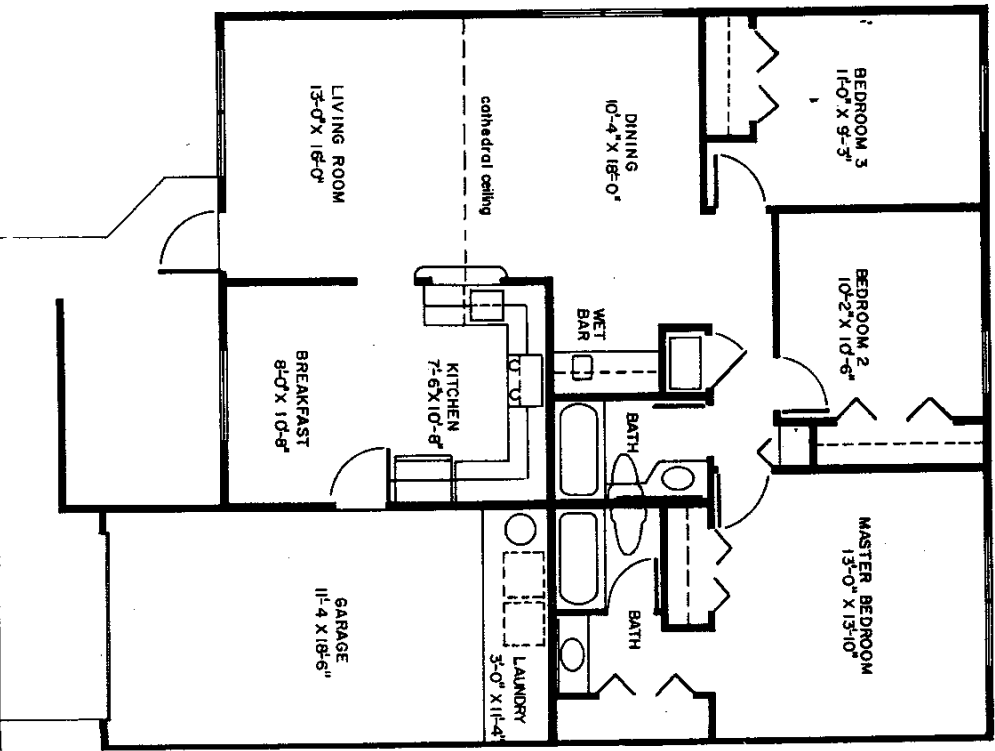 BEDROOM 3
11'-0" X 9'-3"
DINING
10'-4" X 18'-0"
cathedral ceiling
LIVING ROOM
13'-0" X 16'-0"
BEDROOM 2
10'-2" X 10'-6"
WET
BAR
KITCHEN
7'-6" X 10'-8"
BREAKFAST
8'-0" X 10'-8"
BATH
MASTER BEDROOM
13'-0" X 13'-10"
BATH
LAUNDRY
3'-0" X 11'-4"
GARAGE
11'-4 X 18'-6"